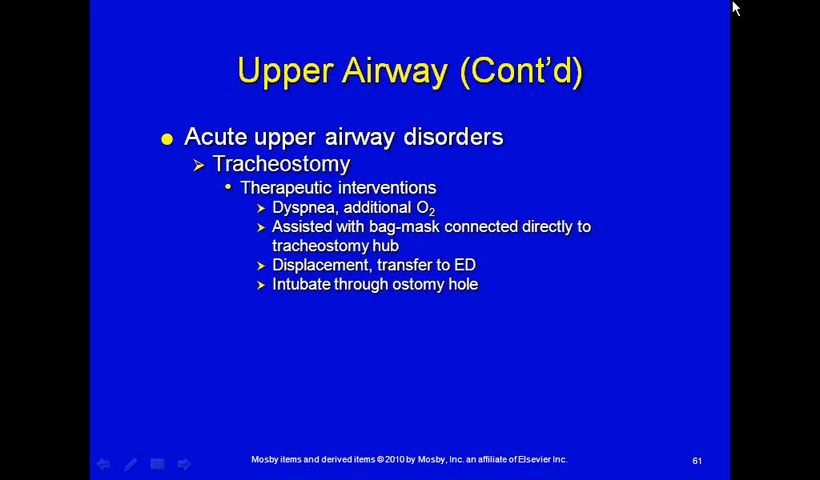 Upper Airway (Cont'd)
Acute upper airway disorders
Tracheostomy
Therapeutic interventions
Dyspnea, additional O2
Assisted with bag-mask connected directly to
tracheostomy hub
Displacement, transfer to ED
Intubate through ostomy hole
Mosby items and derived items © 2010 by Mosby, Inc. an affiliate of Elsevier Inc.
61